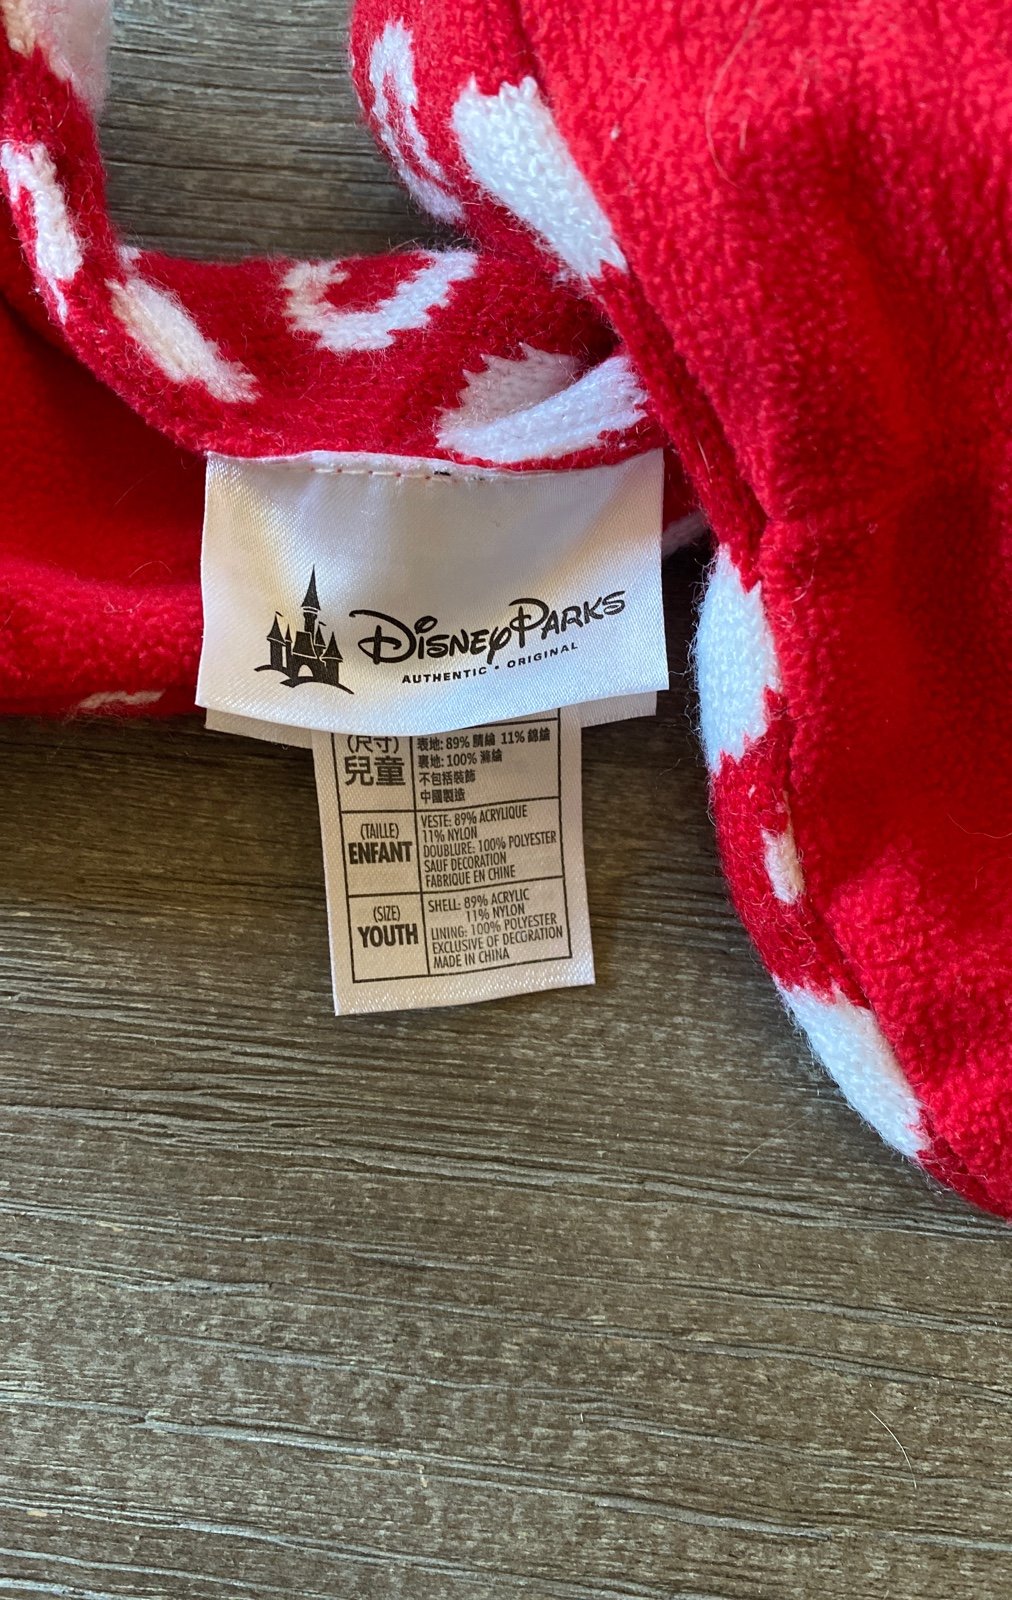 Disney Parks
AUTHENTIC • ORIGINAL
(尺寸)
兒童
表地: 89% 腈綸 11% 錦綸
裏地: 100% 滌綸
不包括裝飾
中國製造
(TAILLE)
ENFANT
VESTE: 89% ACRYLIQUE
11% NYLON
DOUBLURE: 100% POLYESTER
SAUF DECORATION
FABRIQUE EN CHINE
(SIZE)
YOUTH
SHELL: 89% ACRYLIC
11% NYLON
LINING: 100% POLYESTER
EXCLUSIVE OF DECORATION
MADE IN CHINA